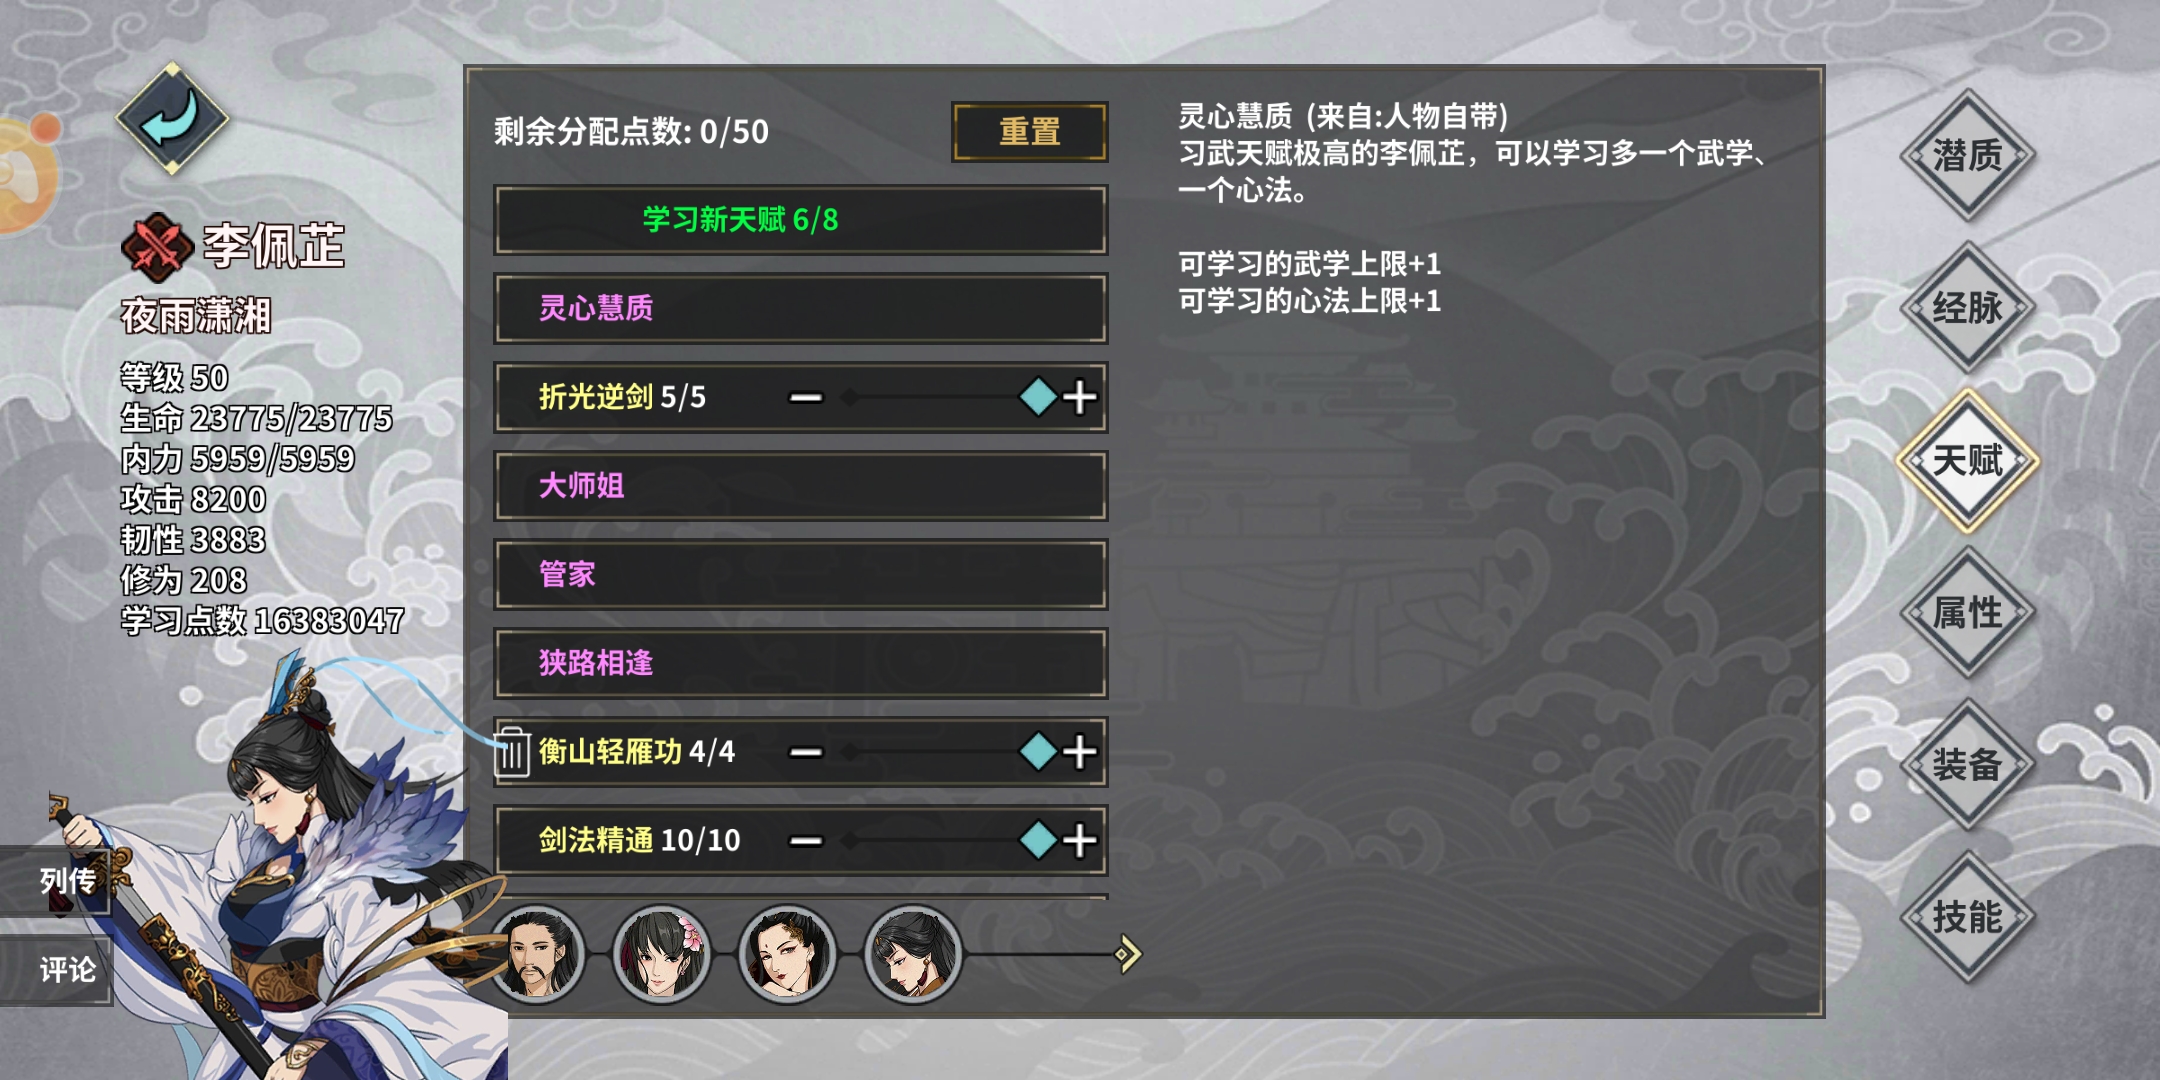 李佩芷
夜雨潇湘
等级 50
生命 23775/23775
内力 5959/5959
攻击 8200
韧性 3883
修为 208
学习点数 16383047
列传
评论
剩余分配点数: 0/50
重置
学习新天赋 6/8
灵心慧质
折光逆剑 5/5
大师姐
管家
狭路相逢
衡山轻雁功 4/4
剑法精通 10/10
灵心慧质 (来自:人物自带)
习武天赋极高的李佩芷，可以学习多一个武学、
一个心法。
可学习的武学上限+1
可学习的心法上限+1
潜质
经脉
天赋
属性
装备
技能